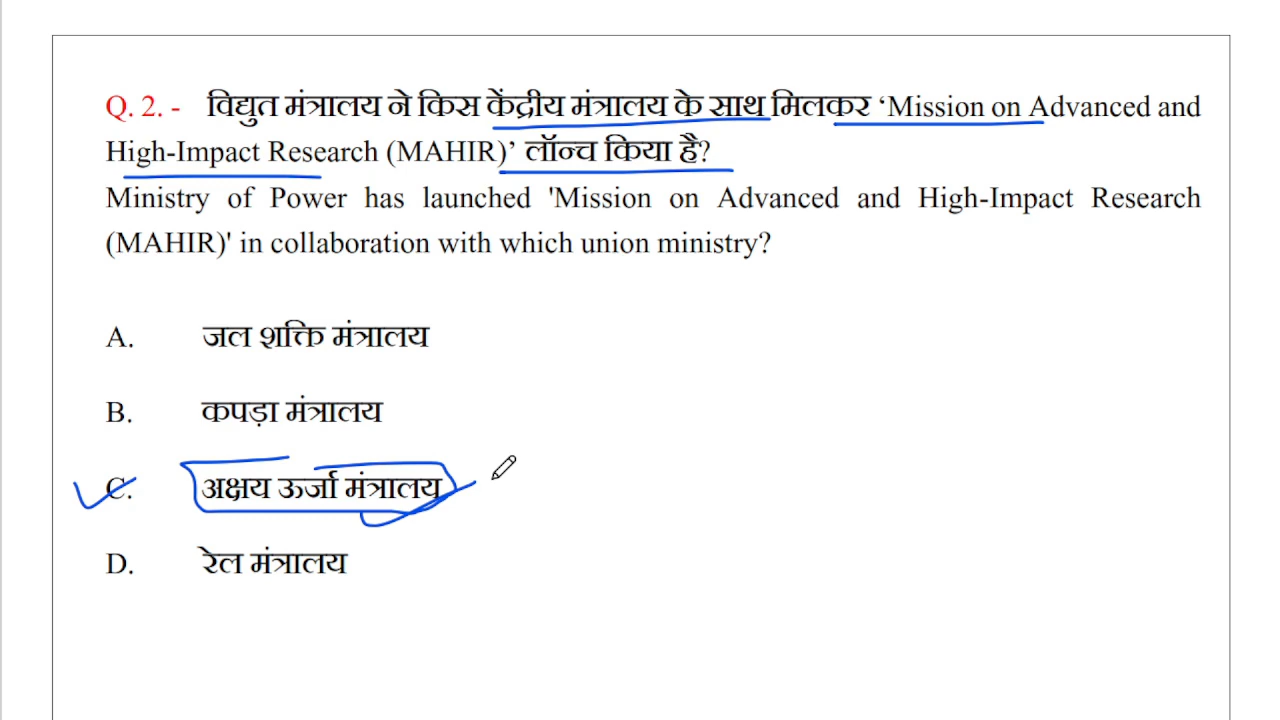 Q. 2. - विद्युत मंत्रालय ने किस केंद्रीय मंत्रालय के साथ मिलकर ‘Mission on Advanced and
High-Impact Research (MAHIR)’ लॉन्च किया है?
Ministry of Power has launched 'Mission on Advanced and High-Impact Research
(MAHIR)' in collaboration with which union ministry?
A. जल शक्ति मंत्रालय
B. कपड़ा मंत्रालय
C. अक्षय ऊर्जा मंत्रालय
D. रेल मंत्रालय